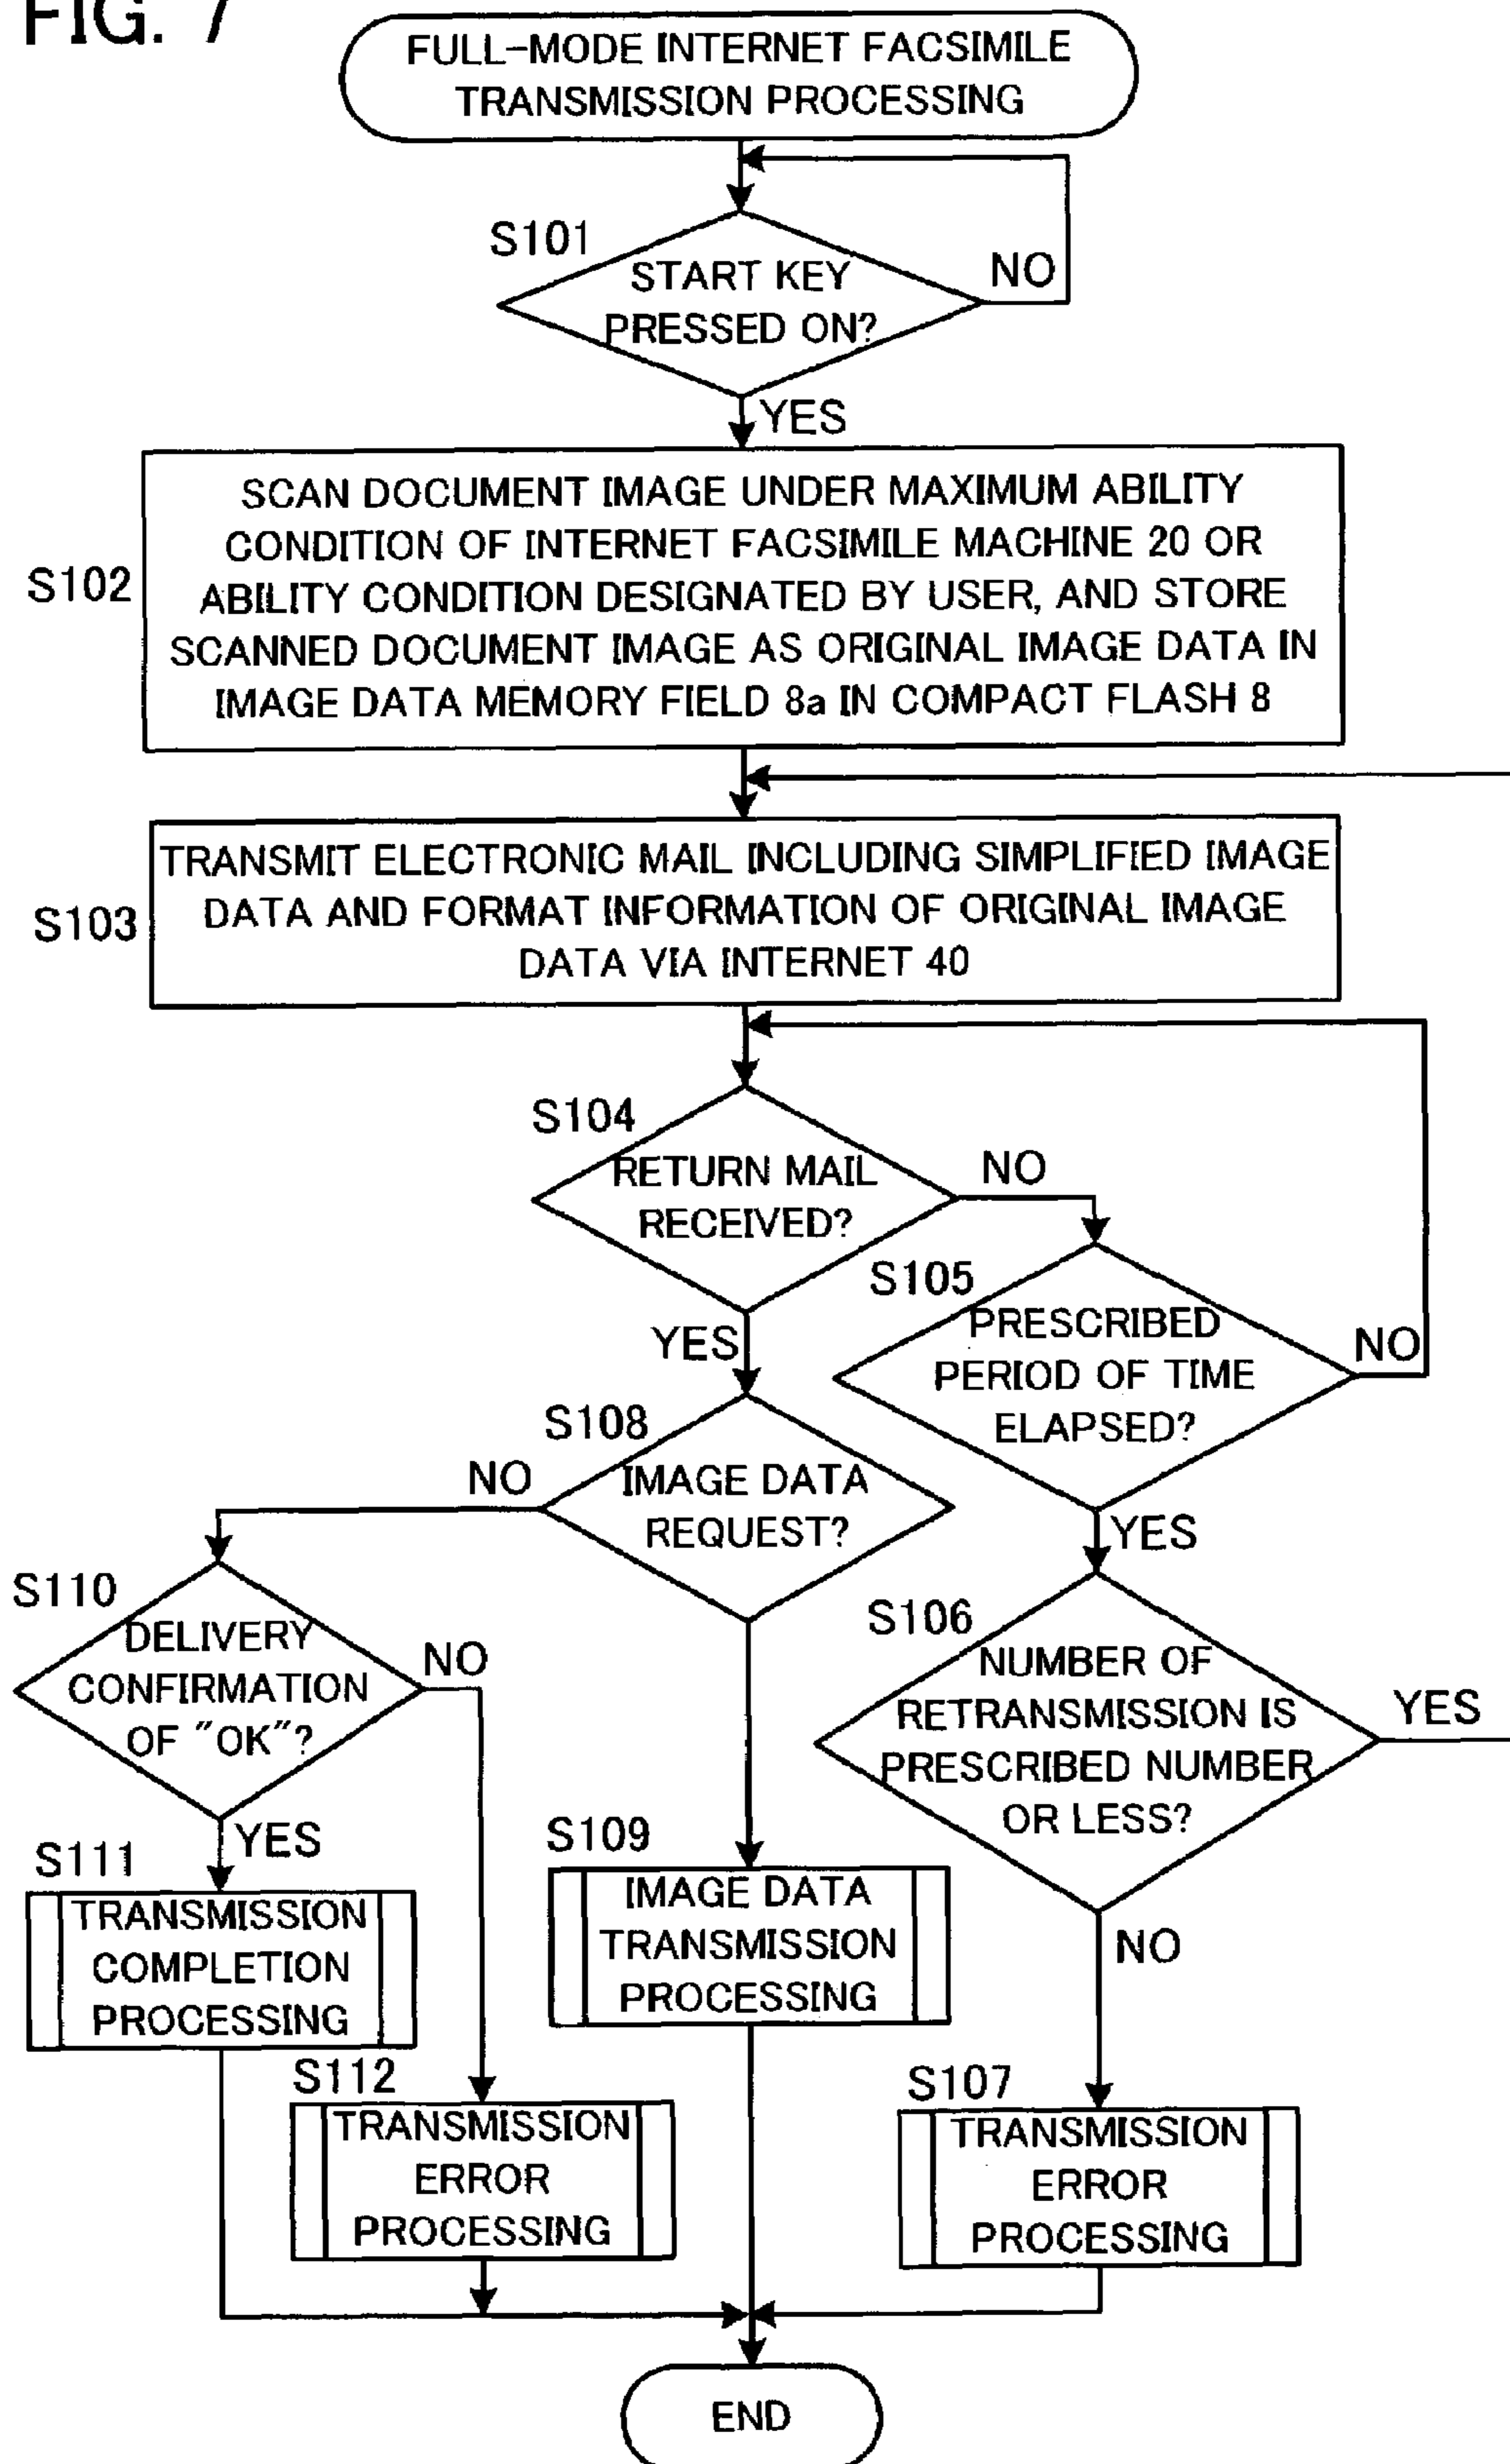 FIG. 7
FULL-MODE INTERNET FACSIMILE
TRANSMISSION PROCESSING
S101
START KEY
PRESSED ON?
NO
YES
S102
SCAN DOCUMENT IMAGE UNDER MAXIMUM ABILITY
CONDITION OF INTERNET FACSIMILE MACHINE 20 OR
ABILITY CONDITION DESIGNATED BY USER, AND STORE
SCANNED DOCUMENT IMAGE AS ORIGINAL IMAGE DATA IN
IMAGE DATA MEMORY FIELD 8a IN COMPACT FLASH 8
S103
TRANSMIT ELECTRONIC MAIL INCLUDING SIMPLIFIED IMAGE
DATA AND FORMAT INFORMATION OF ORIGINAL IMAGE
DATA VIA INTERNET 40
S104
RETURN MAIL
RECEIVED?
NO
YES
S105
PRESCRIBED
PERIOD OF TIME
ELAPSED?
NO
YES
S108
IMAGE DATA
REQUEST?
NO
S110
DELIVERY
CONFIRMATION
OF "OK"?
NO
YES
S106
NUMBER OF
RETRANSMISSION IS
PRESCRIBED NUMBER
OR LESS?
YES
NO
S111
TRANSMISSION
COMPLETION
PROCESSING
S109
IMAGE DATA
TRANSMISSION
PROCESSING
S112
TRANSMISSION
ERROR
PROCESSING
S107
TRANSMISSION
ERROR
PROCESSING
END